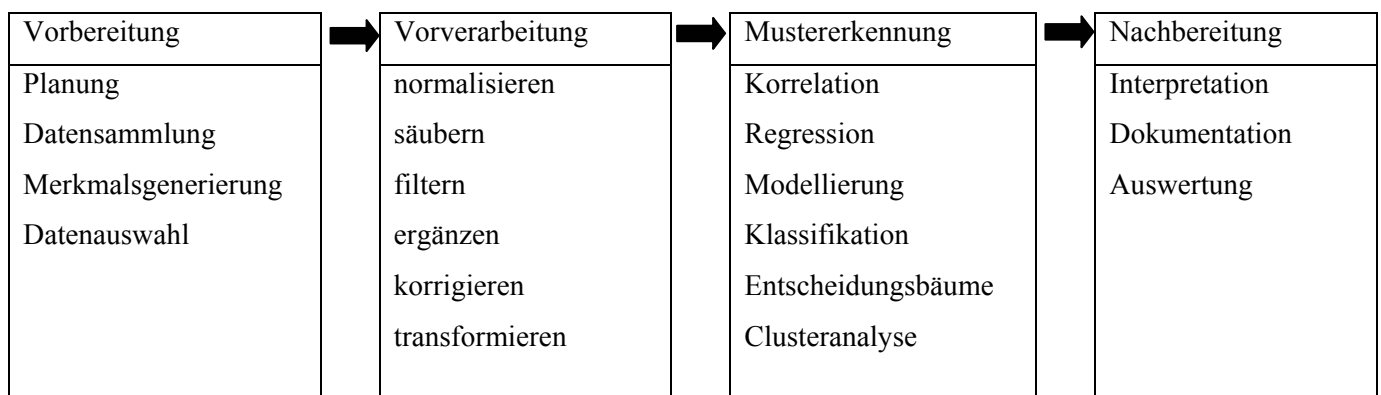 Vorbereitung
Planung
Datensammlung
Merkmalsgenerierung
Datenauswahl
Vorverarbeitung
normalisieren
säubern
filtern
ergänzen
korrigieren
transformieren
Mustererkennung
Korrelation
Regression
Modellierung
Klassifikation
Entscheidungsbäume
Clusteranalyse
Nachbereitung
Interpretation
Dokumentation
Auswertung